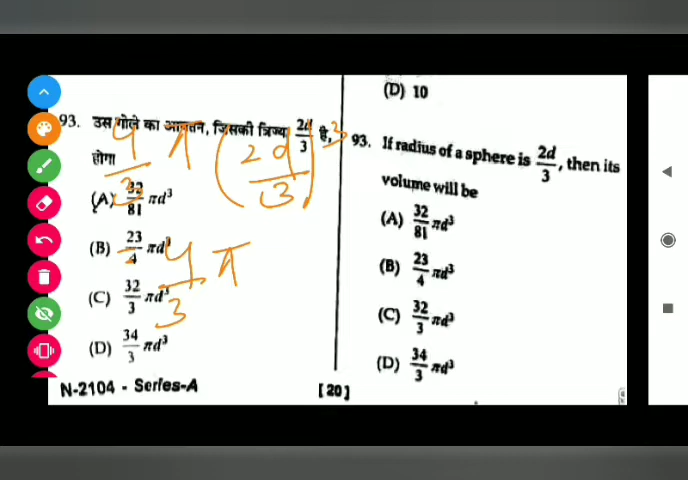 93. उस गोले का आयतन, जिसकी त्रिज्या 2d/3 है,
होगा
(A) 32/81 πd³
(B) 23/4 πd³
(C) 32/3 πd³
(D) 34/3 πd³
N-2104 - Series-A
4/3 π (2d/3)³
4/3 π
(D) 10
93. If radius of a sphere is 2d/3, then its
volume will be
(A) 32/81 πd³
(B) 23/4 πd³
(C) 32/3 πd³
(D) 34/3 πd³
[20]